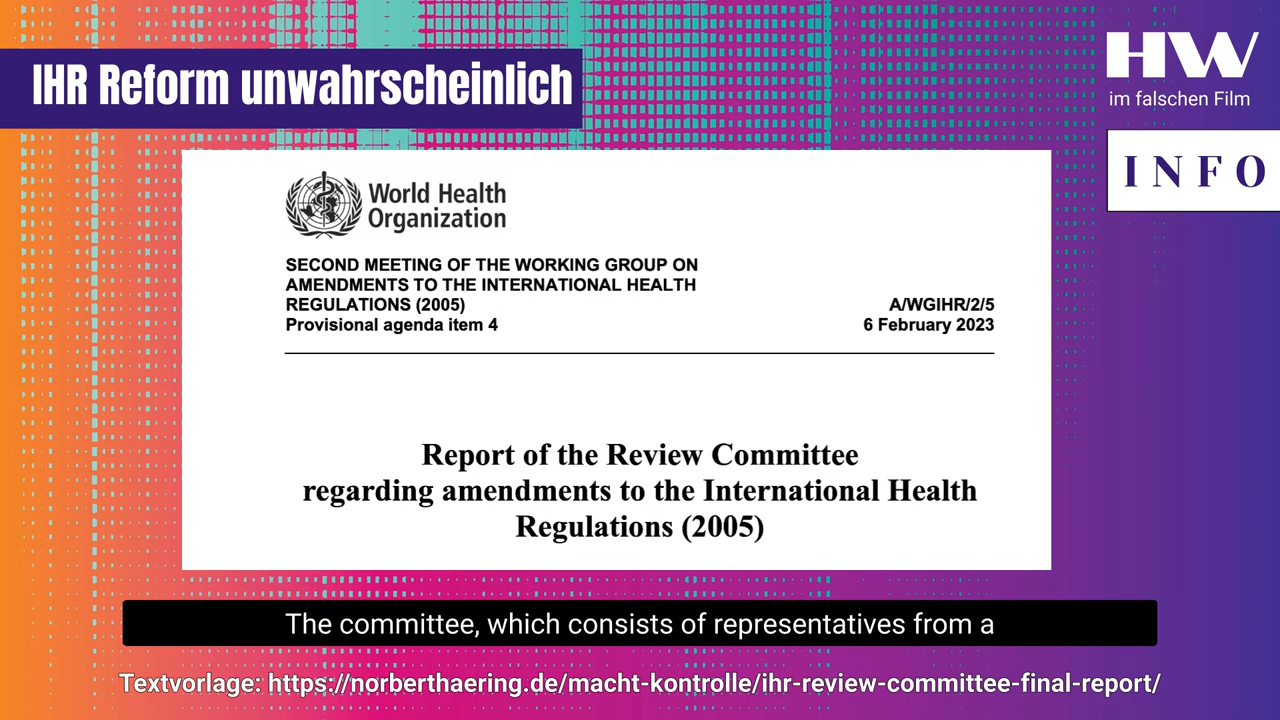 IHR Reform unwahrscheinlich
HW
im falschen Film
INFO
World Health
Organization
SECOND MEETING OF THE WORKING GROUP ON
AMENDMENTS TO THE INTERNATIONAL HEALTH
REGULATIONS (2005)
A/WGIHR/2/5
Provisional agenda item 4
6 February 2023
Report of the Review Committee
regarding amendments to the International Health
Regulations (2005)
The committee, which consists of representatives from a
Textvorlage: https://norberthaering.de/macht-kontrolle/ihr-review-committee-final-report/